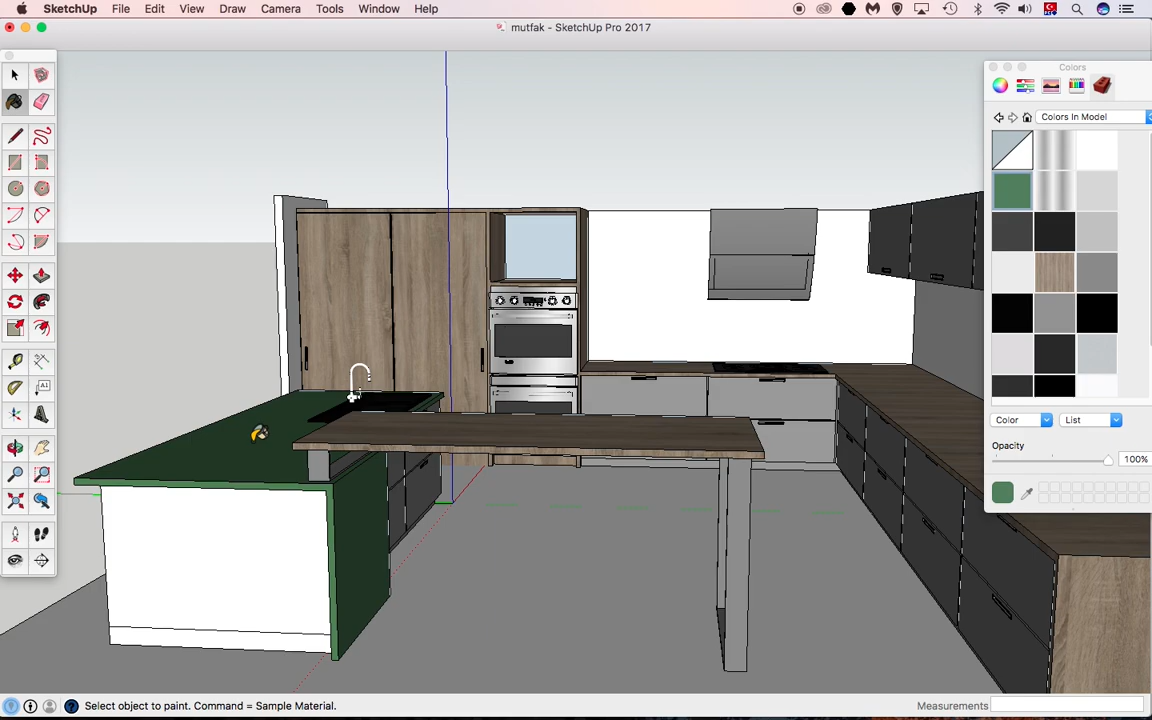 SketchUp File Edit View Draw Camera Tools Window Help
mutfak - SketchUp Pro 2017
Colors
Colors In Model
A1
Color
List
Opacity
100%
Select object to paint. Command = Sample Material.
Measurements